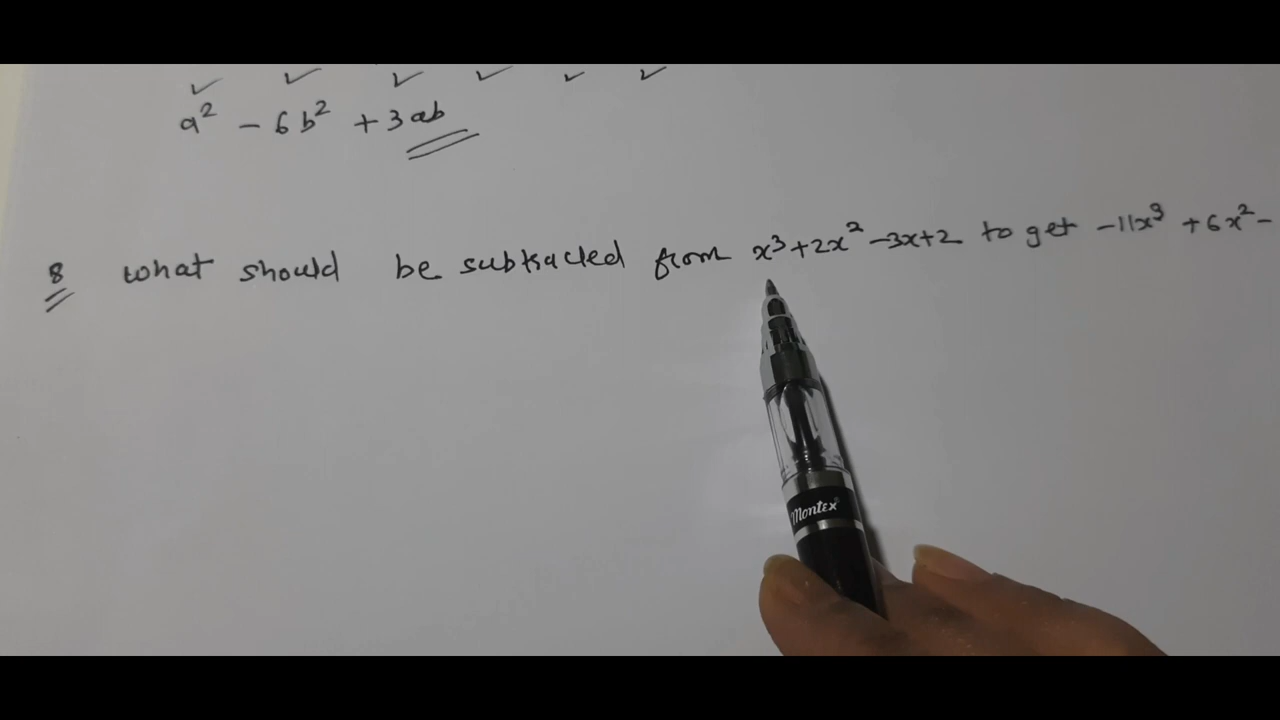 a² - 6b² + 3ab
8 what should be subtracted from x³+2x²-3x+2 to get -11x³ +6x² -
Montex